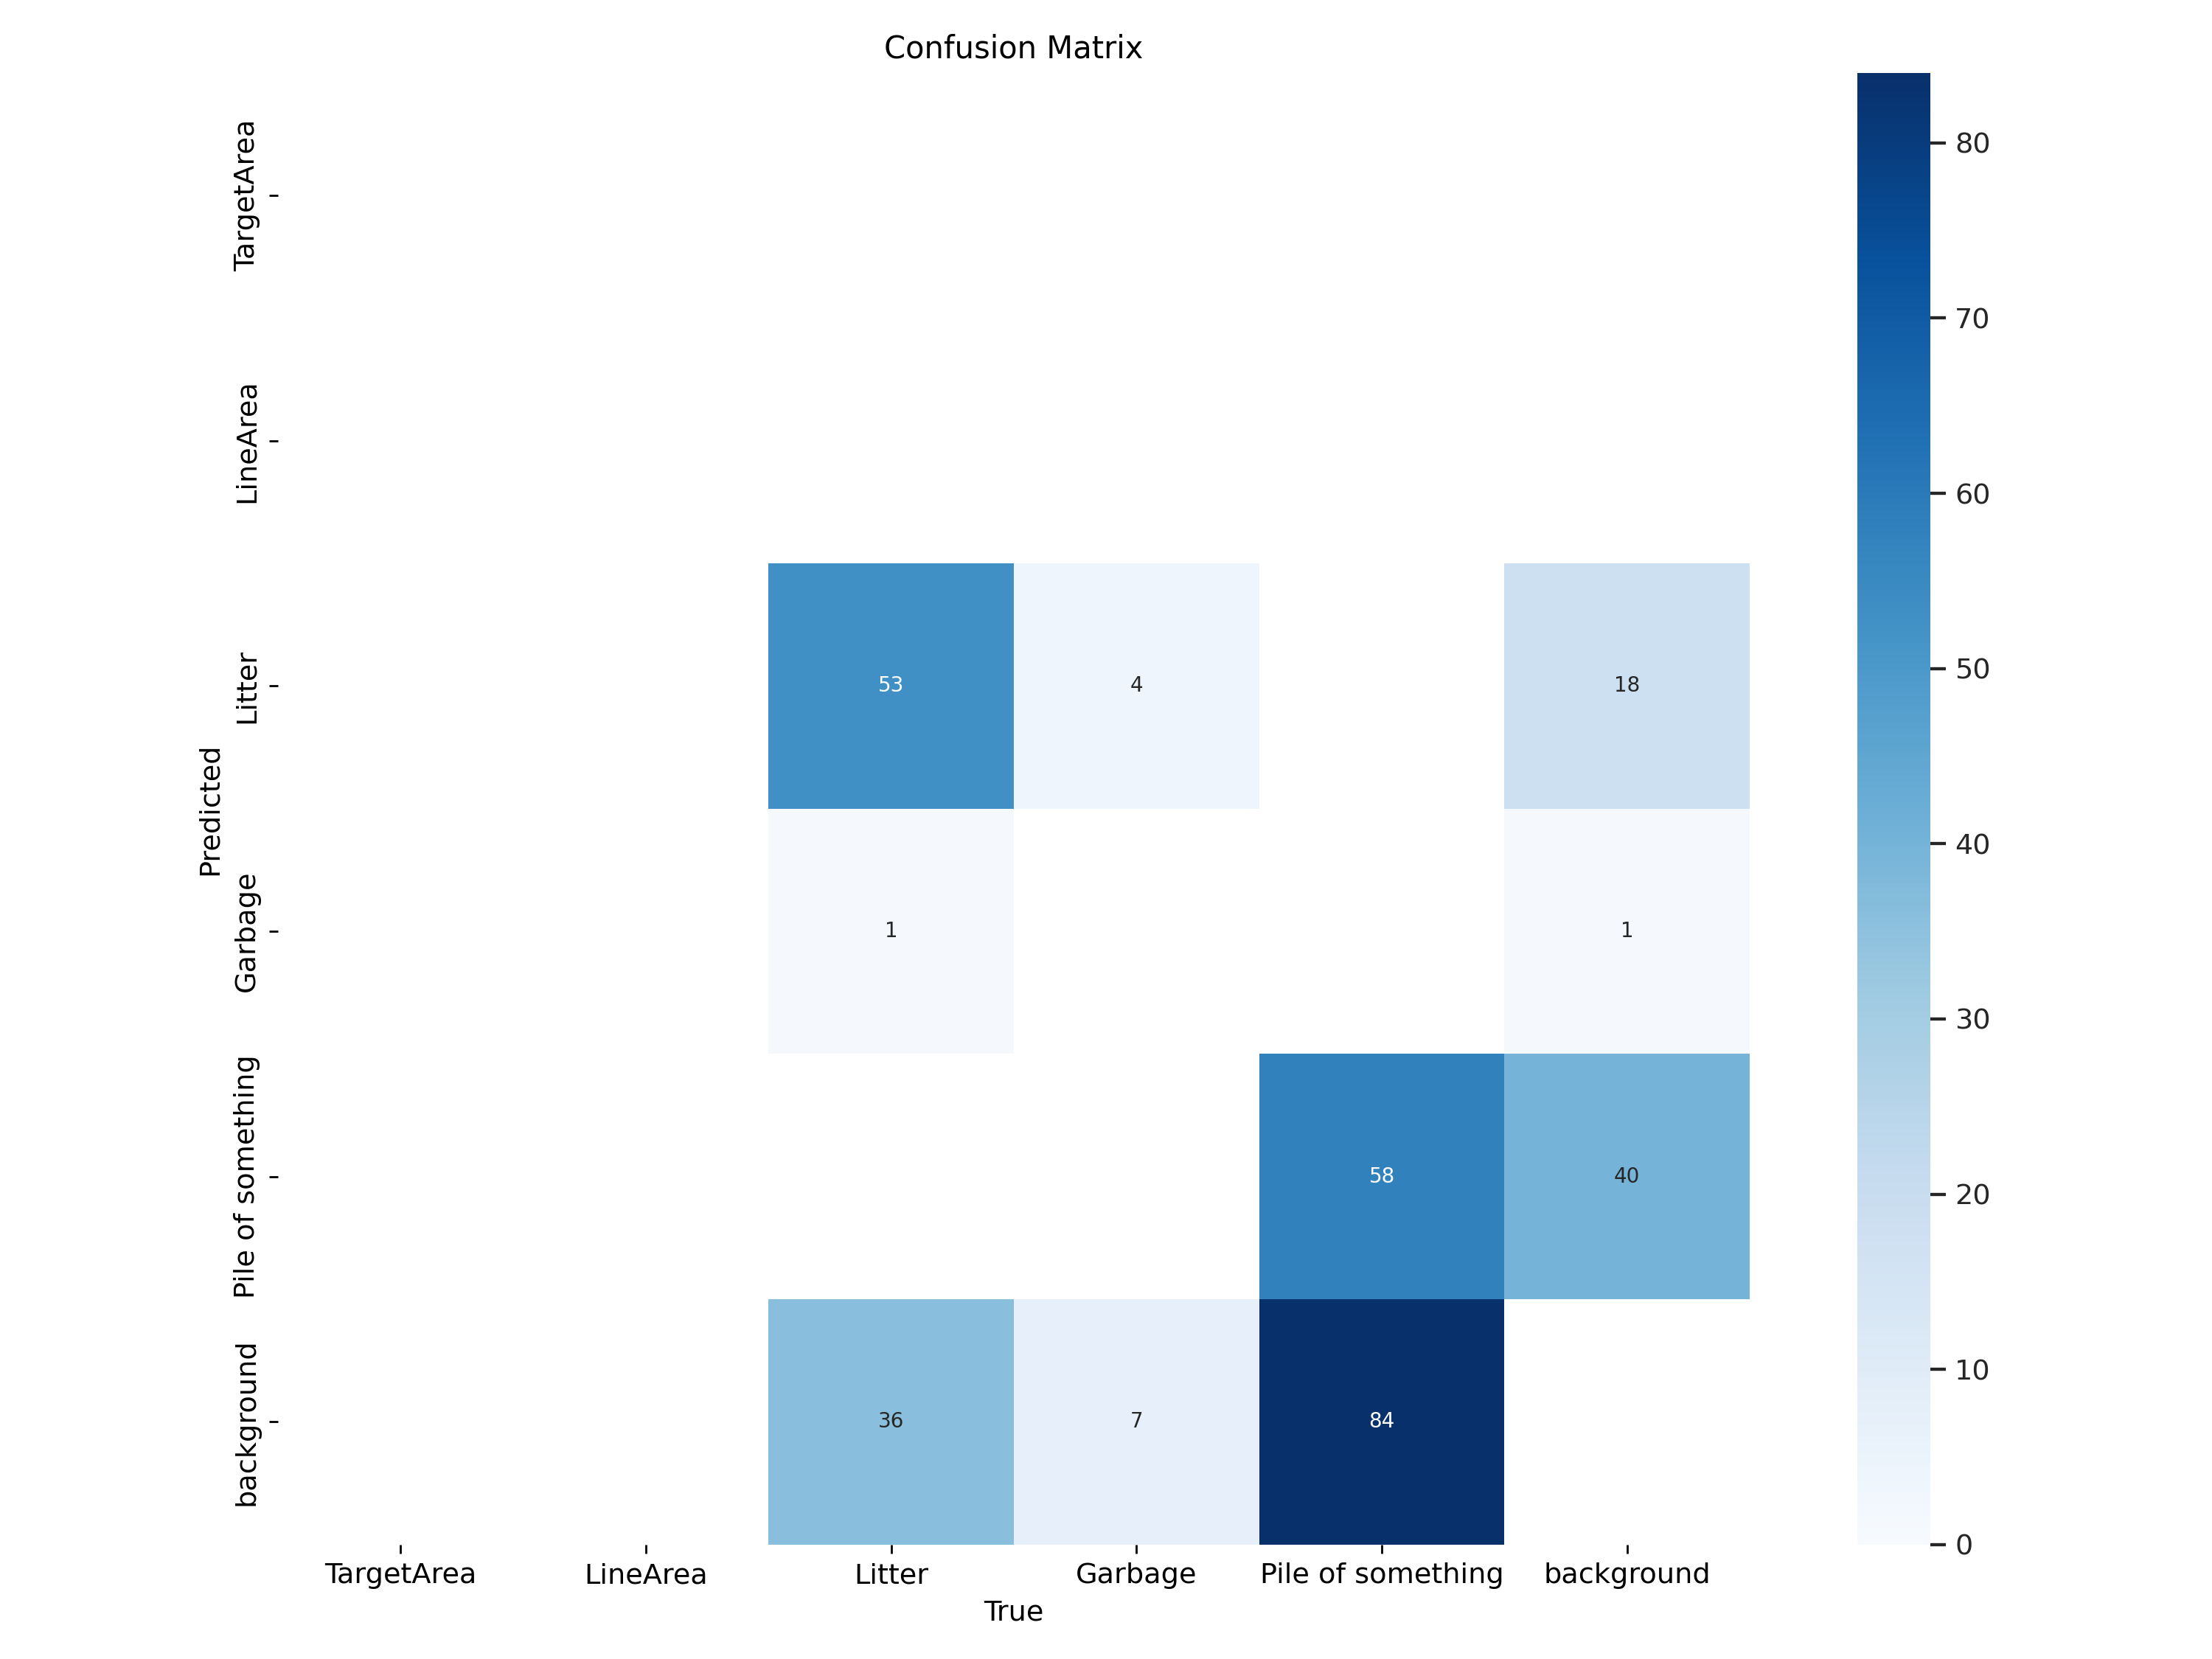 Confusion Matrix
TargetArea
LineArea
Litter
Garbage
Pile of something
background
Predicted
53 4 18
1 1
58 40
36 7 84
TargetArea LineArea Litter Garbage Pile of something background
True
80
70
60
50
40
30
20
10
0